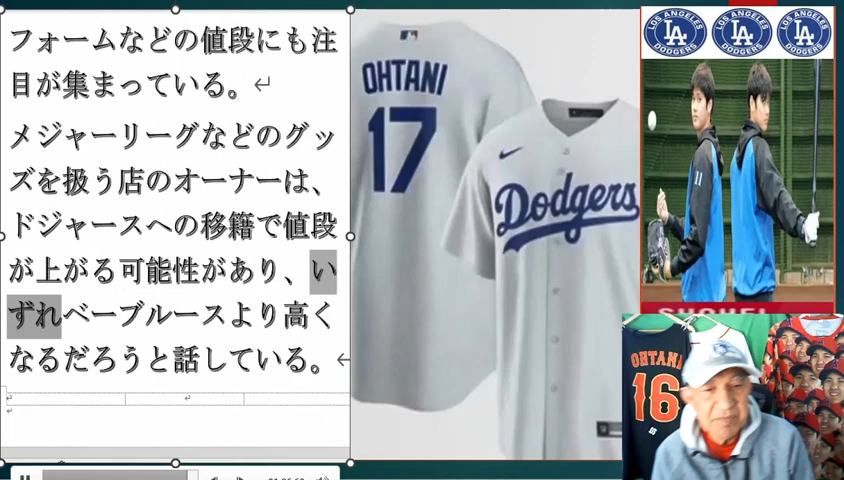 フォームなどの値段にも注
目が集まっている。
メジャーリーグなどのグッ
ズを扱う店のオーナーは、
ドジャースへの移籍で値段
が上がる可能性があり、い
ずれベーブルースより高く
なるだろうと話している。
OHTANI
17
Dodgers
LOS ANGELES
LA
DODGERS
LOS ANGELES
LA
DODGERS
LOS ANGELES
LA
DODGERS
11
SHOHEI
OHTANI
16